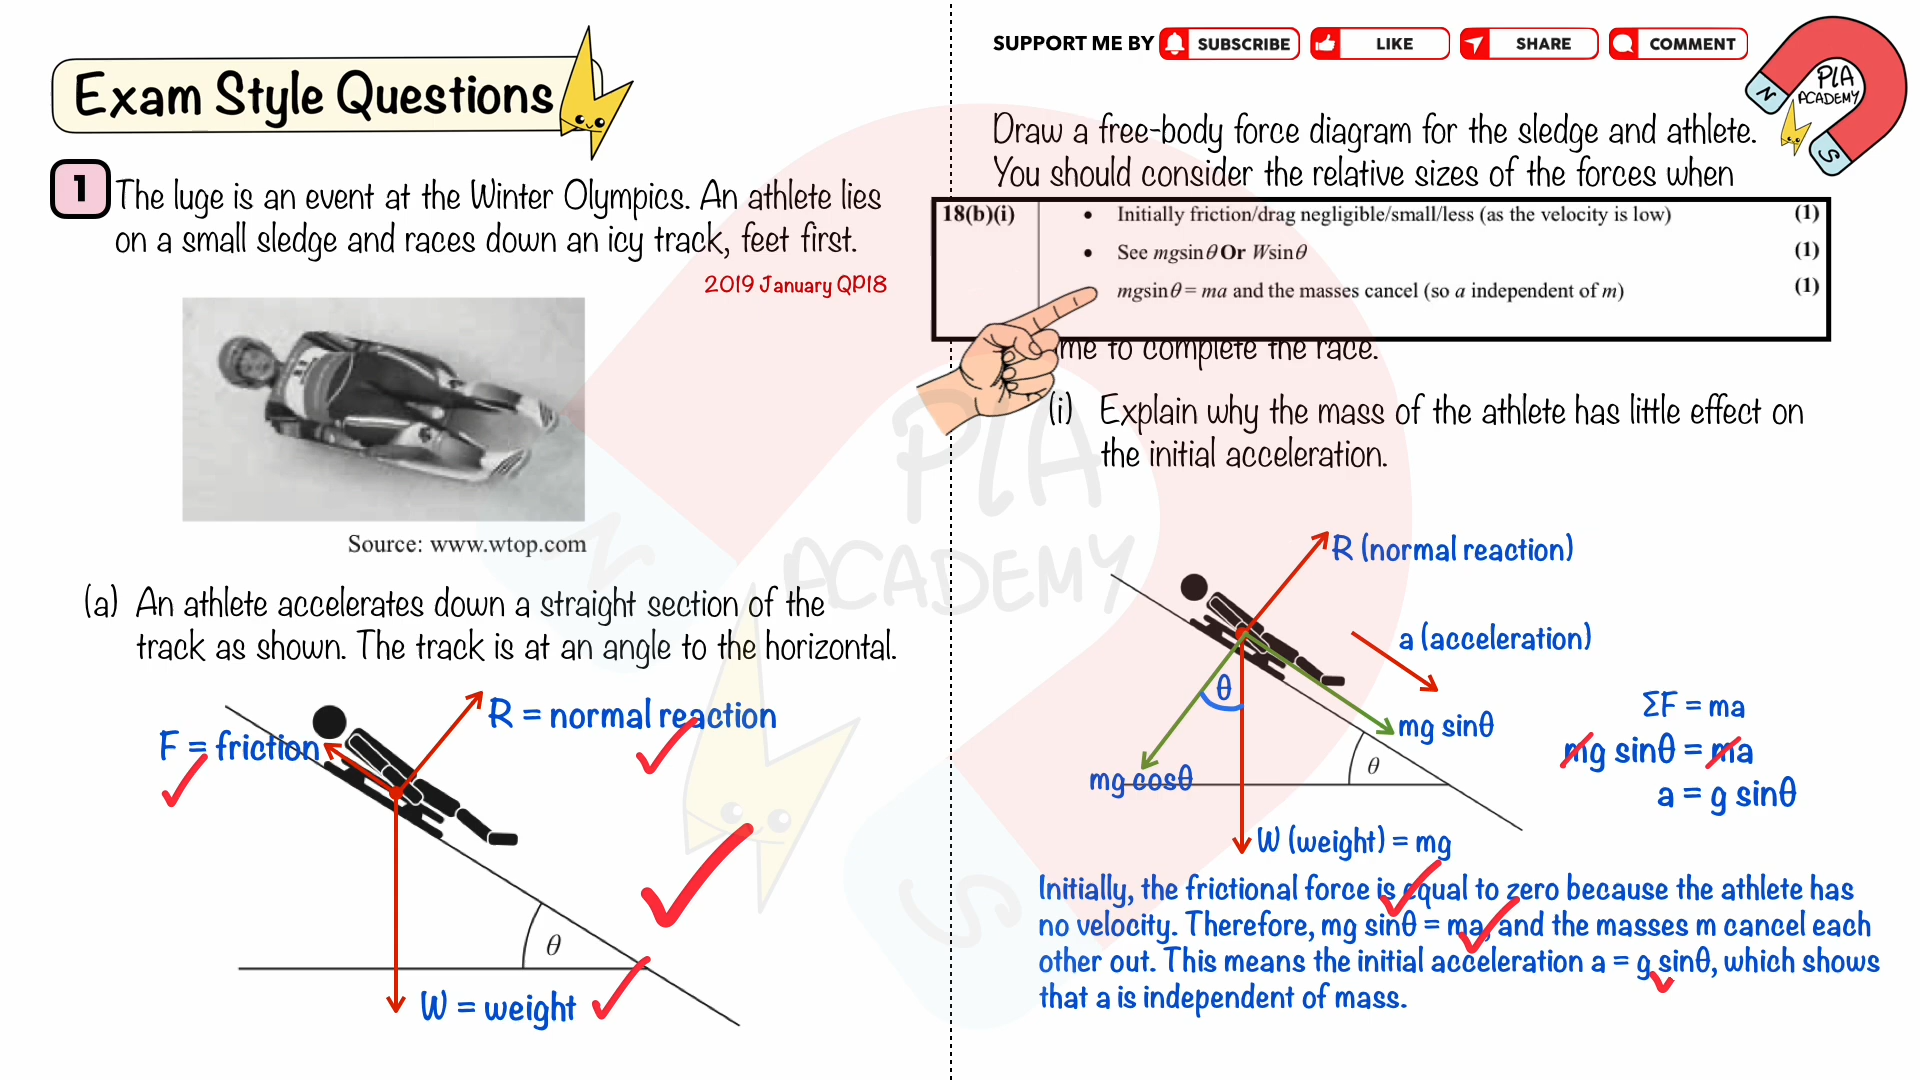 Exam Style Questions
1
The luge is an event at the Winter Olympics. An athlete lies
on a small sledge and races down an icy track, feet first.
2019 January QP18
Source: www.wtop.com
(a) An athlete accelerates down a straight section of the
track as shown. The track is at an angle to the horizontal.
R = normal reaction
F = friction
θ
W = weight
SUPPORT ME BY
SUBSCRIBE
LIKE
SHARE
COMMENT
N
PLA
ACADEMY
S
Draw a free-body force diagram for the sledge and athlete.
You should consider the relative sizes of the forces when
18(b)(i)
• Initially friction/drag negligible/small/less (as the velocity is low) (1)
• See mgsinθ Or Wsinθ (1)
mgsinθ = ma and the masses cancel (so a independent of m) (1)
me to complete the race.
(i) Explain why the mass of the athlete has little effect on
the initial acceleration.
R (normal reaction)
a (acceleration)
θ
mg sinθ
mg cosθ
θ
W (weight) = mg
ΣF = ma
mg sinθ = ma
a = g sinθ
Initially, the frictional force is equal to zero because the athlete has
no velocity. Therefore, mg sinθ = ma, and the masses m cancel each
other out. This means the initial acceleration a = g sinθ, which shows
that a is independent of mass.
PLA
ACADEMY
N
S